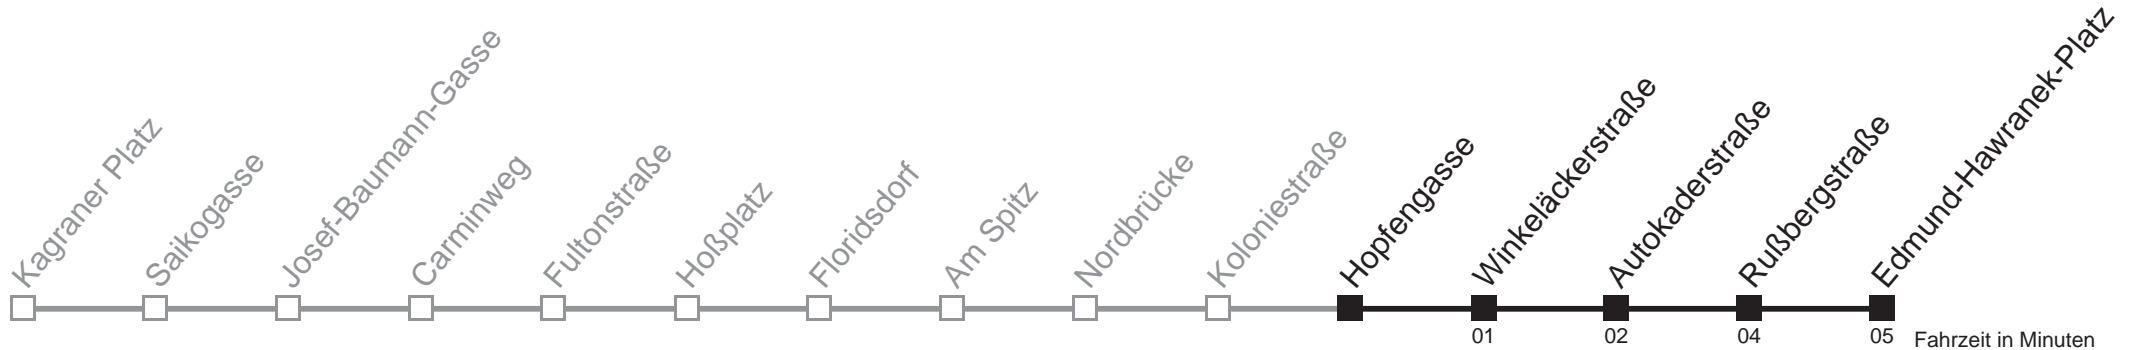 Kagraner Platz
Saikogasse
Josef-Baumann-Gasse
Carminweg
Fultonstraße
Hoßplatz
Floridsdorf
Am Spitz
Nordbrücke
Koloniestraße
Hopfengasse
Winkeläckerstraße
Autokaderstraße
Rußbergstraße
Edmund-Hawranek-Platz
01 02 04 05 Fahrzeit in Minuten